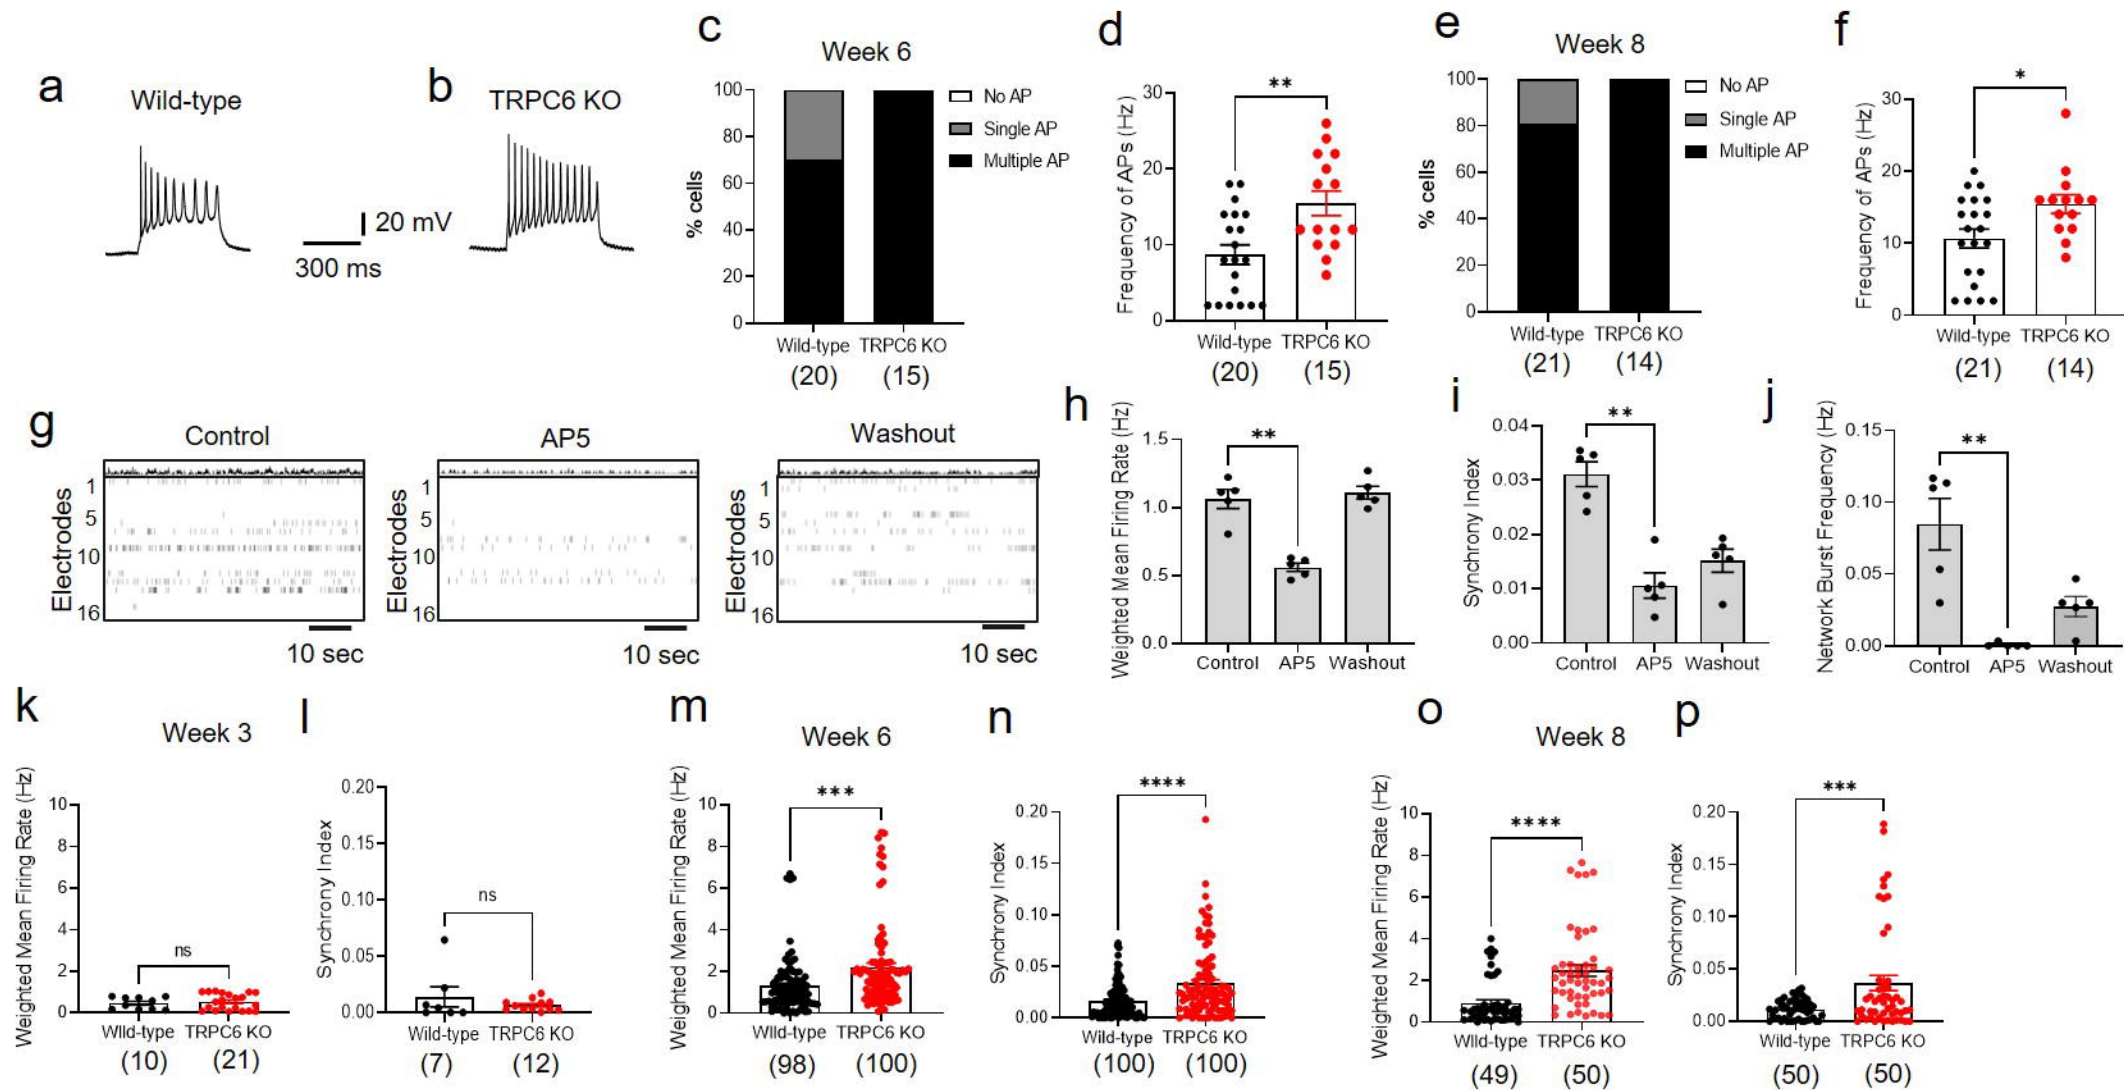 a
Wild-type
20 mV
300 ms
b
TRPC6 KO
c
Week 6
% cells
100
80
60
40
20
0
No AP
Single AP
Multiple AP
Wild-type TRPC6 KO
(20) (15)
d
Frequency of APs (Hz)
30
20
10
0
**
Wild-type TRPC6 KO
(20) (15)
e
Week 8
% cells
100
80
60
40
20
0
No AP
Single AP
Multiple AP
Wild-type TRPC6 KO
(21) (14)
f
Frequency of APs (Hz)
30
20
10
0
*
Wild-type TRPC6 KO
(21) (14)
g
Control
Electrodes
1
5
10
16
10 sec
AP5
Electrodes
1
5
10
16
10 sec
Washout
Electrodes
1
5
10
16
10 sec
h
Weighted Mean Firing Rate (Hz)
1.5
1.0
0.5
0.0
**
Control AP5 Washout
i
Synchrony Index
0.04
0.03
0.02
0.01
0.00
**
Control AP5 Washout
j
Network Burst Frequency (Hz)
0.15
0.10
0.05
0.00
**
Control AP5 Washout
k
Week 3
Weighted Mean Firing Rate (Hz)
10
8
6
4
2
0
ns
Wild-type TRPC6 KO
(10) (21)
l
Synchrony Index
0.20
0.15
0.10
0.05
0.00
ns
Wild-type TRPC6 KO
(7) (12)
m
Week 6
Weighted Mean Firing Rate (Hz)
10
8
6
4
2
0
***
Wlld-type TRPC6 KO
(98) (100)
n
Synchrony Index
0.20
0.15
0.10
0.05
0.00
****
Wild-type TRPC6 KO
(100) (100)
o
Week 8
Weighted Mean Firing Rate (Hz)
10
8
6
4
2
0
****
Wlld-type TRPC6 KO
(49) (50)
p
Synchrony Index
0.20
0.15
0.10
0.05
0.00
***
Wild-type TRPC6 KO
(50) (50)